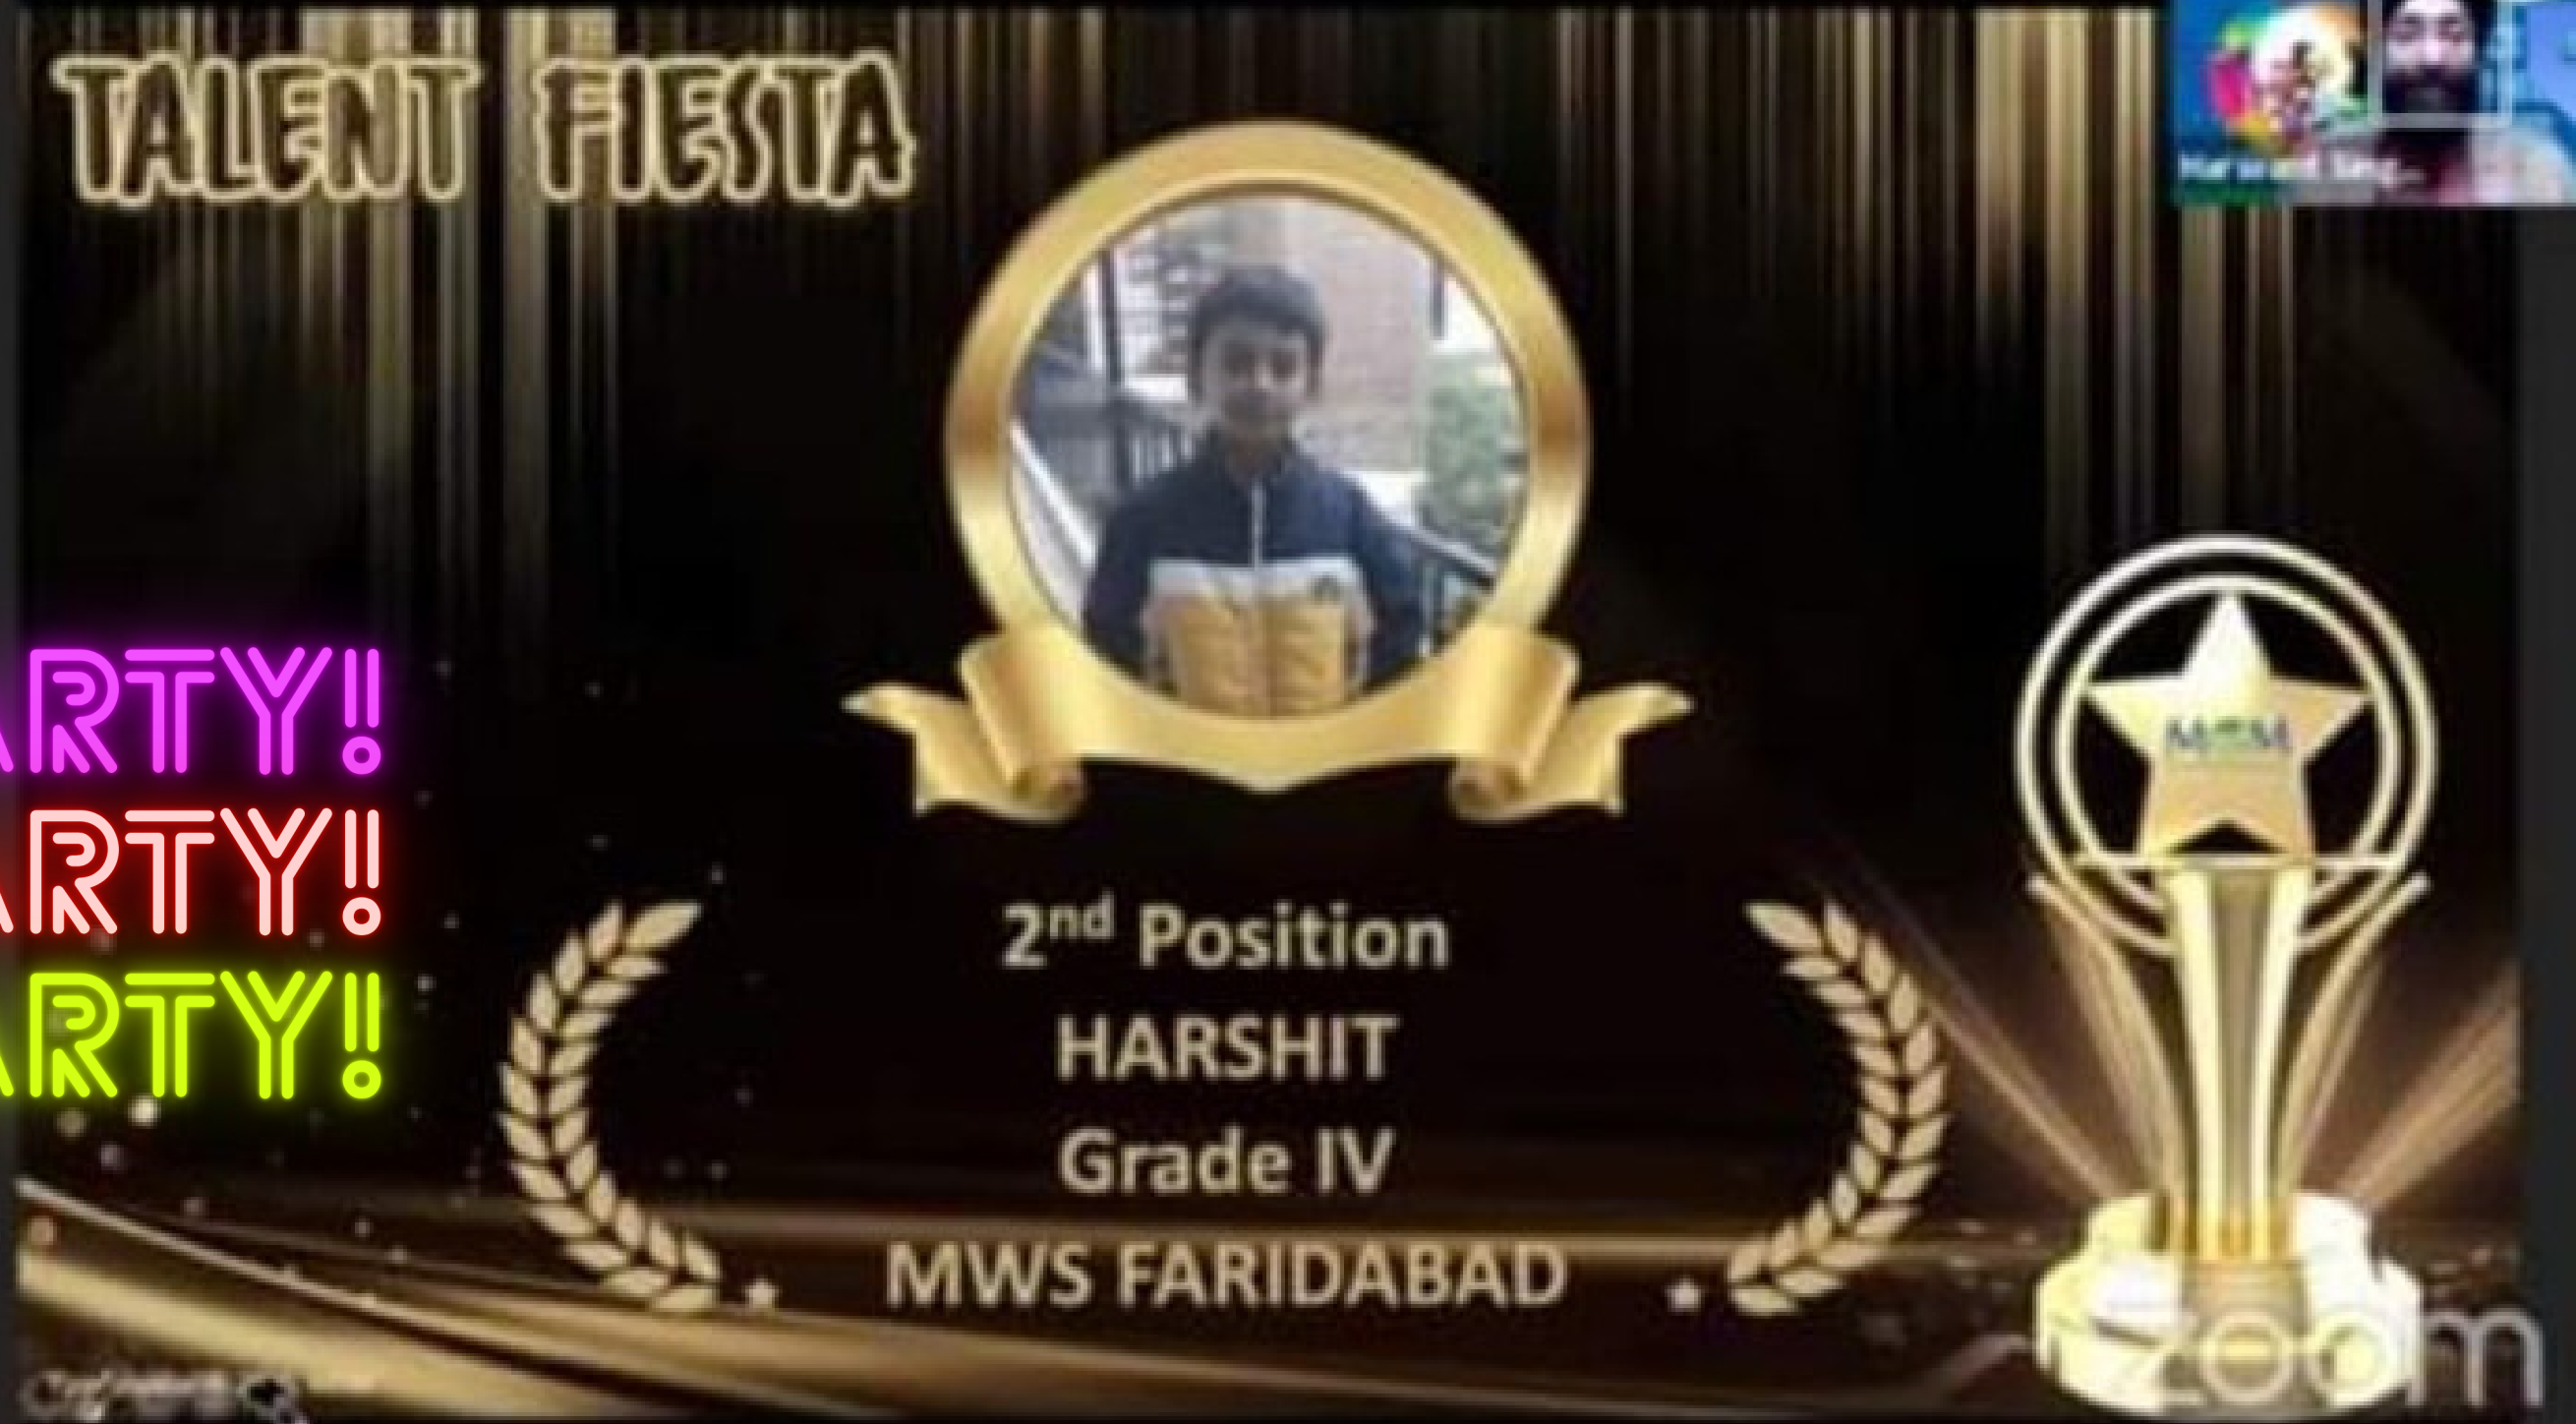 TALENT FIESTA
ARTY!
ARTY!
ARTY!
2nd Position
HARSHIT
Grade IV
MWS FARIDABAD
zoom